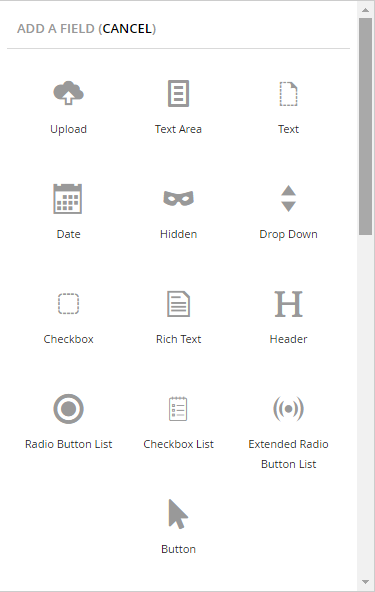 ADD A FIELD (CANCEL)
Upload
Text Area
Text
Date
Hidden
Drop Down
Checkbox
Rich Text
H
Header
Radio Button List
Checkbox List
Extended Radio
Button List
Button